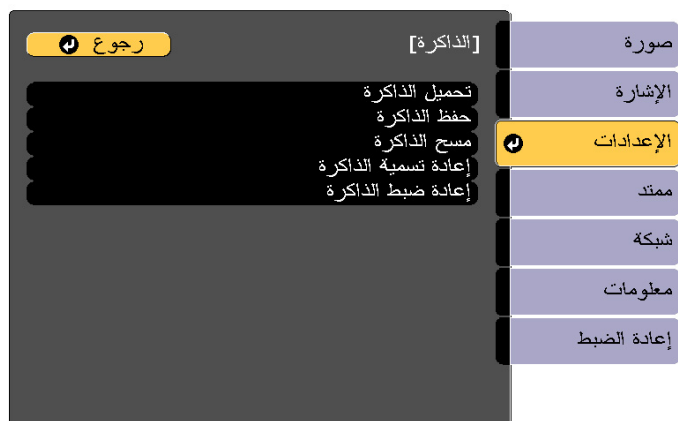 صورة
الإشارة
الإعدادات
ممتد
شبكة
معلومات
إعادة الضبط
[الذاكرة]
رجوع
تحميل الذاكرة
حفظ الذاكرة
مسح الذاكرة
إعادة تسمية الذاكرة
إعادة ضبط الذاكرة